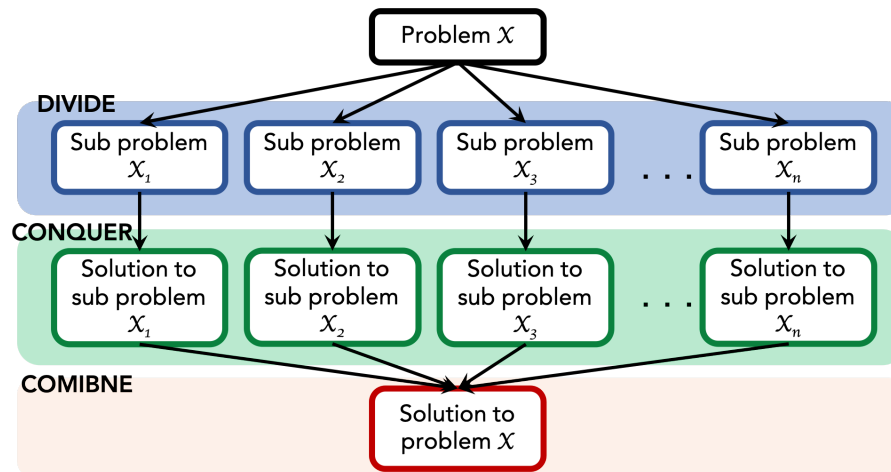 Problem X
DIVIDE
Sub problem
X₁
Sub problem
X₂
Sub problem
X₃
. . .
Sub problem
Xₙ
CONQUER
Solution to
sub problem
X₁
Solution to
sub problem
X₂
Solution to
sub problem
X₃
. . .
Solution to
sub problem
Xₙ
COMIBNE
Solution to
problem X